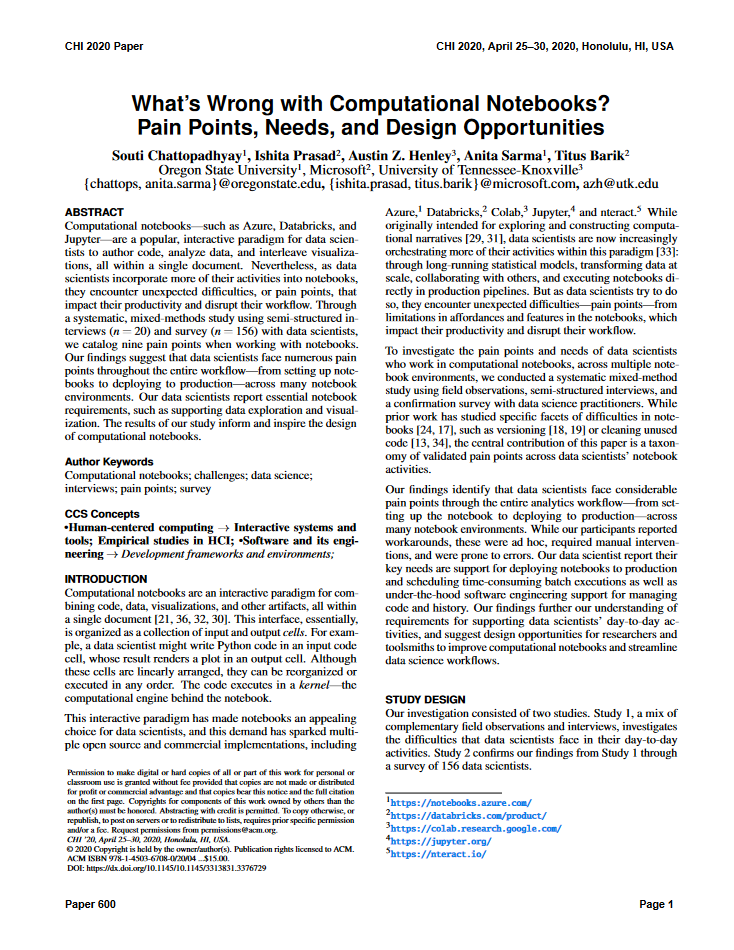 CHI 2020 Paper
CHI 2020, April 25–30, 2020, Honolulu, HI, USA
What's Wrong with Computational Notebooks?
Pain Points, Needs, and Design Opportunities
Souti Chattopadhyay1, Ishita Prasad2, Austin Z. Henley3, Anita Sarma1, Titus Barik2
Oregon State University1, Microsoft2, University of Tennessee-Knoxville3
{chattops, anita.sarma}@oregonstate.edu, {ishita.prasad, titus.barik}@microsoft.com, azh@utk.edu
ABSTRACT
Computational notebooks—such as Azure, Databricks, and
Jupyter—are a popular, interactive paradigm for data scien-
tists to author code, analyze data, and interleave visualiza-
tions, all within a single document. Nevertheless, as data
scientists incorporate more of their activities into notebooks,
they encounter unexpected difficulties, or pain points, that
impact their productivity and disrupt their workflow. Through
a systematic, mixed-methods study using semi-structured in-
terviews (n = 20) and survey (n = 156) with data scientists,
we catalog nine pain points when working with notebooks.
Our findings suggest that data scientists face numerous pain
points throughout the entire workflow—from setting up note-
books to deploying to production—across many notebook
environments. Our data scientists report essential notebook
requirements, such as supporting data exploration and visual-
ization. The results of our study inform and inspire the design
of computational notebooks.
Author Keywords
Computational notebooks; challenges; data science;
interviews; pain points; survey
CCS Concepts
•Human-centered computing → Interactive systems and
tools; Empirical studies in HCI; •Software and its engi-
neering → Development frameworks and environments;
INTRODUCTION
Computational notebooks are an interactive paradigm for com-
bining code, data, visualizations, and other artifacts, all within
a single document [21, 36, 32, 30]. This interface, essentially,
is organized as a collection of input and output cells. For exam-
ple, a data scientist might write Python code in an input code
cell, whose result renders a plot in an output cell. Although
these cells are linearly arranged, they can be reorganized or
executed in any order. The code executes in a kernel—the
computational engine behind the notebook.
This interactive paradigm has made notebooks an appealing
choice for data scientists, and this demand has sparked multi-
ple open source and commercial implementations, including
Permission to make digital or hard copies of all or part of this work for personal or
classroom use is granted without fee provided that copies are not made or distributed
for profit or commercial advantage and that copies bear this notice and the full citation
on the first page. Copyrights for components of this work owned by others than the
author(s) must be honored. Abstracting with credit is permitted. To copy otherwise, or
republish, to post on servers or to redistribute to lists, requires prior specific permission
and/or a fee. Request permissions from permissions@acm.org.
CHI '20, April 25–30, 2020, Honolulu, HI, USA.
© 2020 Copyright is held by the owner/author(s). Publication rights licensed to ACM.
ACM ISBN 978-1-4503-6708-0/20/04 ...$15.00.
DOI: https://dx.doi.org/10.1145/10.1145/3313831.3376729
Azure,1 Databricks,2 Colab,3 Jupyter,4 and nteract.5 While
originally intended for exploring and constructing computa-
tional narratives [29, 31], data scientists are now increasingly
orchestrating more of their activities within this paradigm [33]:
through long-running statistical models, transforming data at
scale, collaborating with others, and executing notebooks di-
rectly in production pipelines. But as data scientists try to do
so, they encounter unexpected difficulties—pain points—from
limitations in affordances and features in the notebooks, which
impact their productivity and disrupt their workflow.
To investigate the pain points and needs of data scientists
who work in computational notebooks, across multiple note-
book environments, we conducted a systematic mixed-method
study using field observations, semi-structured interviews, and
a confirmation survey with data science practitioners. While
prior work has studied specific facets of difficulties in note-
books [24, 17], such as versioning [18, 19] or cleaning unused
code [13, 34], the central contribution of this paper is a taxon-
omy of validated pain points across data scientists' notebook
activities.
Our findings identify that data scientists face considerable
pain points through the entire analytics workflow—from set-
ting up the notebook to deploying to production—across
many notebook environments. While our participants reported
workarounds, these were ad hoc, required manual interven-
tions, and were prone to errors. Our data scientist report their
key needs are support for deploying notebooks to production
and scheduling time-consuming batch executions as well as
under-the-hood software engineering support for managing
code and history. Our findings further our understanding of
requirements for supporting data scientists' day-to-day ac-
tivities, and suggest design opportunities for researchers and
toolsmiths to improve computational notebooks and streamline
data science workflows.
STUDY DESIGN
Our investigation consisted of two studies. Study 1, a mix of
complementary field observations and interviews, investigates
the difficulties that data scientists face in their day-to-day
activities. Study 2 confirms our findings from Study 1 through
a survey of 156 data scientists.
1https://notebooks.azure.com/
2https://databricks.com/product/
3https://colab.research.google.com/
4https://jupyter.org/
5https://nteract.io/
Paper 600
Page 1